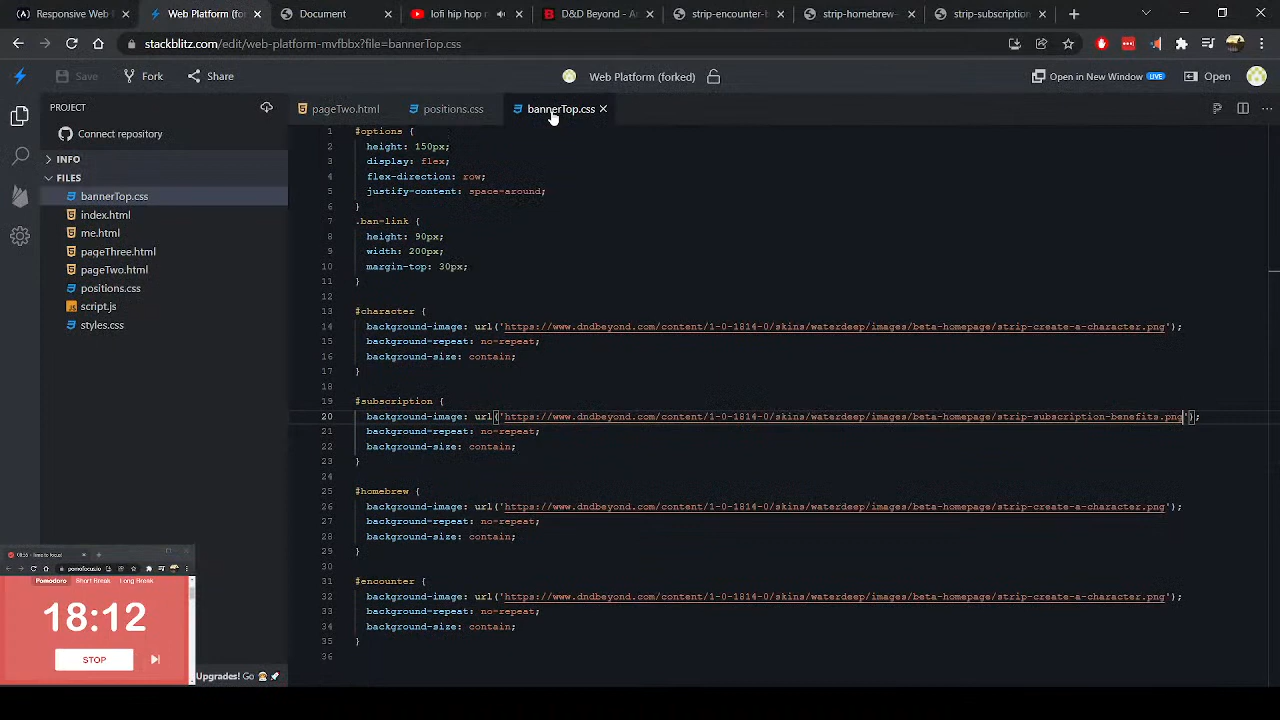 Responsive Web
Web Platform (for
Document
lofi hip hop r
D&D Beyond - A
strip-encounter-b
strip-homebrew-
strip-subscription
stackblitz.com/edit/web-platform-mvfbbx?file=bannerTop.css
Save
Fork
Share
Web Platform (forked)
Open in New Window LIVE
Open
PROJECT
Connect repository
INFO
FILES
bannerTop.css
index.html
me.html
pageThree.html
pageTwo.html
positions.css
script.js
styles.css
pageTwo.html
positions.css
bannerTop.css
1 #options {
2 height: 150px;
3 display: flex;
4 flex-direction: row;
5 justify-content: space-around;
6 }
7 .ban-link {
8 height: 90px;
9 width: 200px;
10 margin-top: 30px;
11 }
12
13 #character {
14 background-image: url('https://www.dndbeyond.com/content/1-0-1814-0/skins/waterdeep/images/beta-homepage/strip-create-a-character.png');
15 background-repeat: no-repeat;
16 background-size: contain;
17 }
18
19 #subscription {
20 background-image: url('https://www.dndbeyond.com/content/1-0-1814-0/skins/waterdeep/images/beta-homepage/strip-subscription-benefits.png');
21 background-repeat: no-repeat;
22 background-size: contain;
23 }
24
25 #homebrew {
26 background-image: url('https://www.dndbeyond.com/content/1-0-1814-0/skins/waterdeep/images/beta-homepage/strip-create-a-character.png');
27 background-repeat: no-repeat;
28 background-size: contain;
29 }
30
31 #encounter {
32 background-image: url('https://www.dndbeyond.com/content/1-0-1814-0/skins/waterdeep/images/beta-homepage/strip-create-a-character.png');
33 background-repeat: no-repeat;
34 background-size: contain;
35 }
36
pomofocus.io
Pomodoro
Short Break
Long Break
18:12
STOP
Upgrades! Go